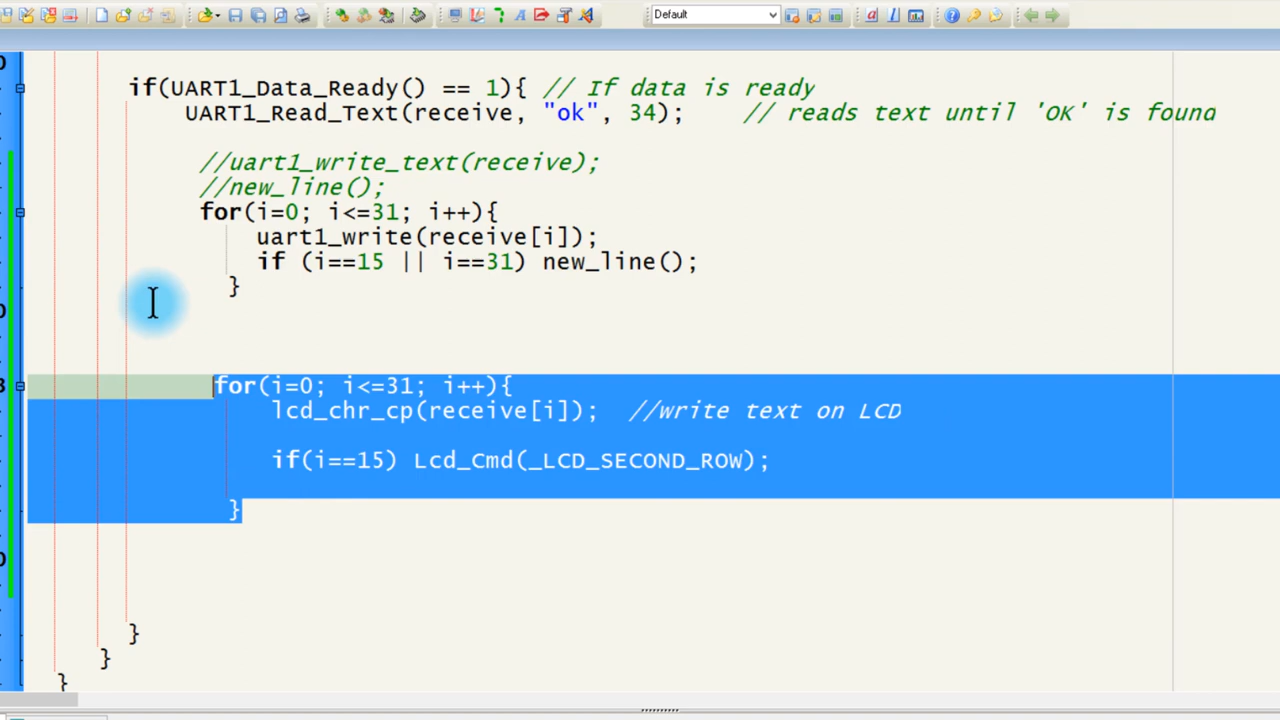 Default
if(UART1_Data_Ready() == 1){ // If data is ready
UART1_Read_Text(receive, "ok", 34); // reads text until 'OK' is found
//uart1_write_text(receive);
//new_line();
for(i=0; i<=31; i++){
uart1_write(receive[i]);
if (i==15 || i==31) new_line();
}
for(i=0; i<=31; i++){
lcd_chr_cp(receive[i]); //write text on LCD
if(i==15) Lcd_Cmd(_LCD_SECOND_ROW);
}
}
}
}